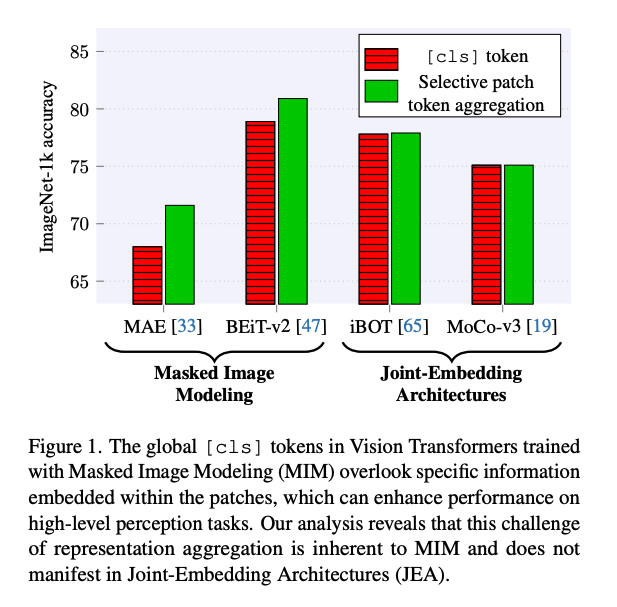 85
80
75
70
65
ImageNet-1k accuracy
[cls] token
Selective patch
token aggregation
MAE [33]
BEiT-v2 [47]
iBOT [65]
MoCo-v3 [19]
Masked Image
Modeling
Joint-Embedding
Architectures
Figure 1. The global [cls] tokens in Vision Transformers trained
with Masked Image Modeling (MIM) overlook specific information
embedded within the patches, which can enhance performance on
high-level perception tasks. Our analysis reveals that this challenge
of representation aggregation is inherent to MIM and does not
manifest in Joint-Embedding Architectures (JEA).